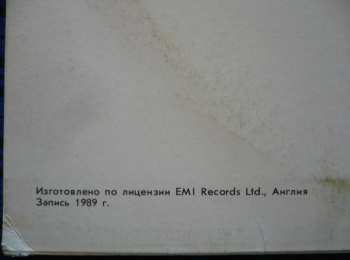 Изготовлено по лицензии EMI Records Ltd., Англия
Запись 1989 г.